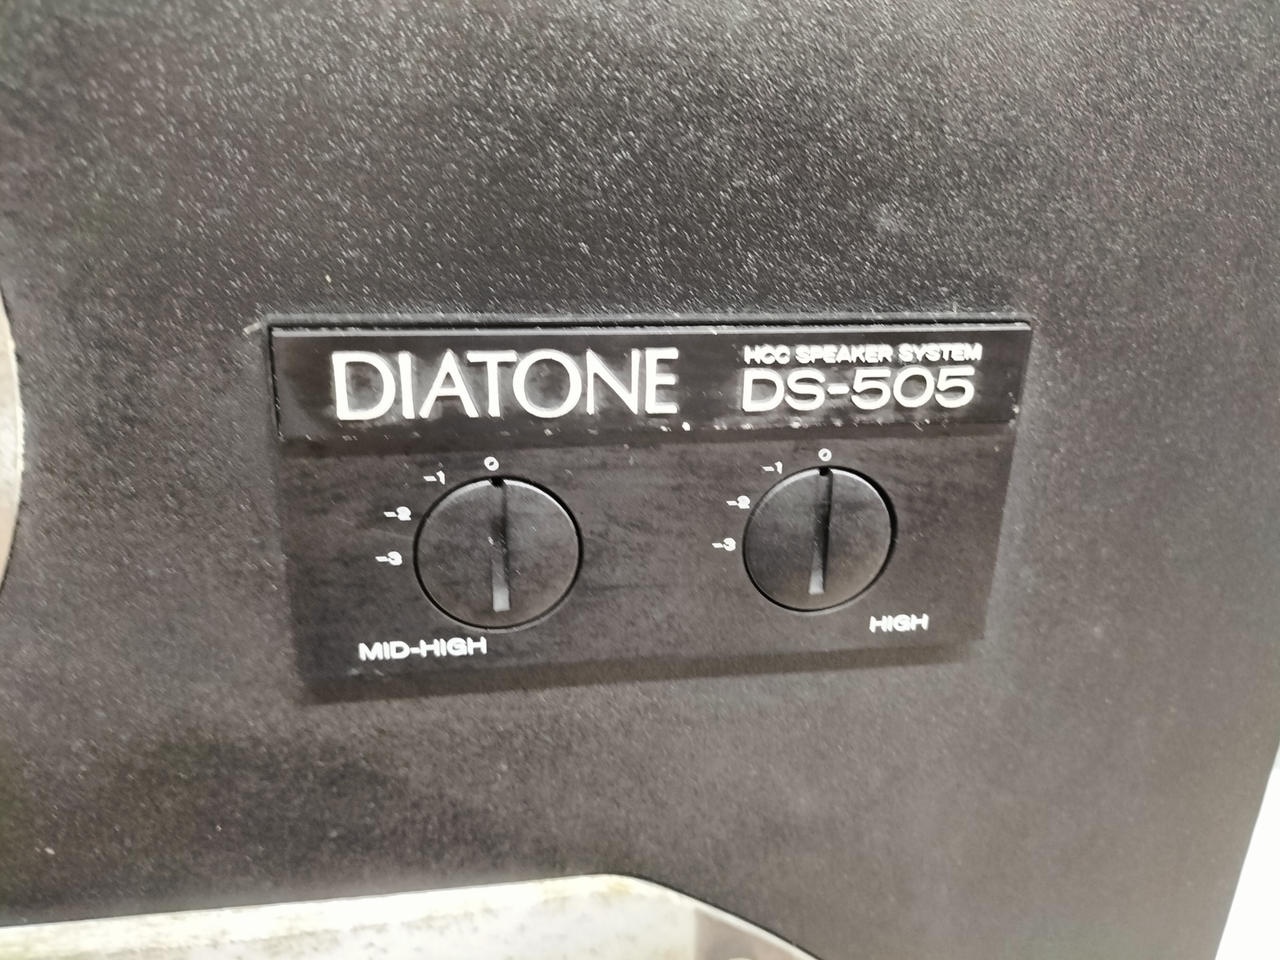 DIATONE
HCC SPEAKER SYSTEM
DS-505
0
-1
-2
-3
MID-HIGH
0
-1
-2
-3
HIGH